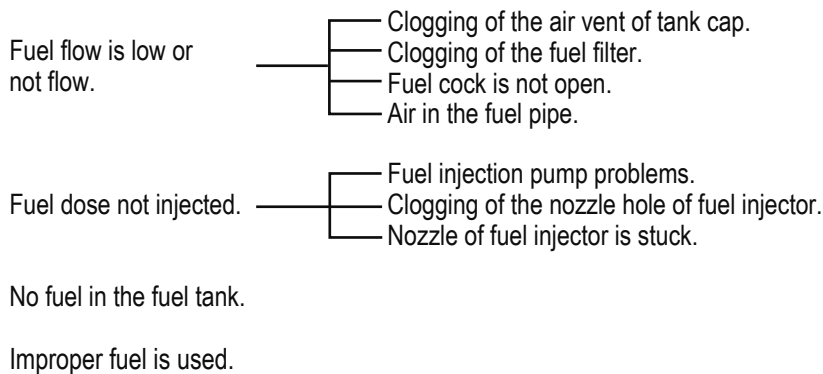 Fuel flow is low or
not flow.
Clogging of the air vent of tank cap.
Clogging of the fuel filter.
Fuel cock is not open.
Air in the fuel pipe.
Fuel dose not injected.
Fuel injection pump problems.
Clogging of the nozzle hole of fuel injector.
Nozzle of fuel injector is stuck.
No fuel in the fuel tank.
Improper fuel is used.